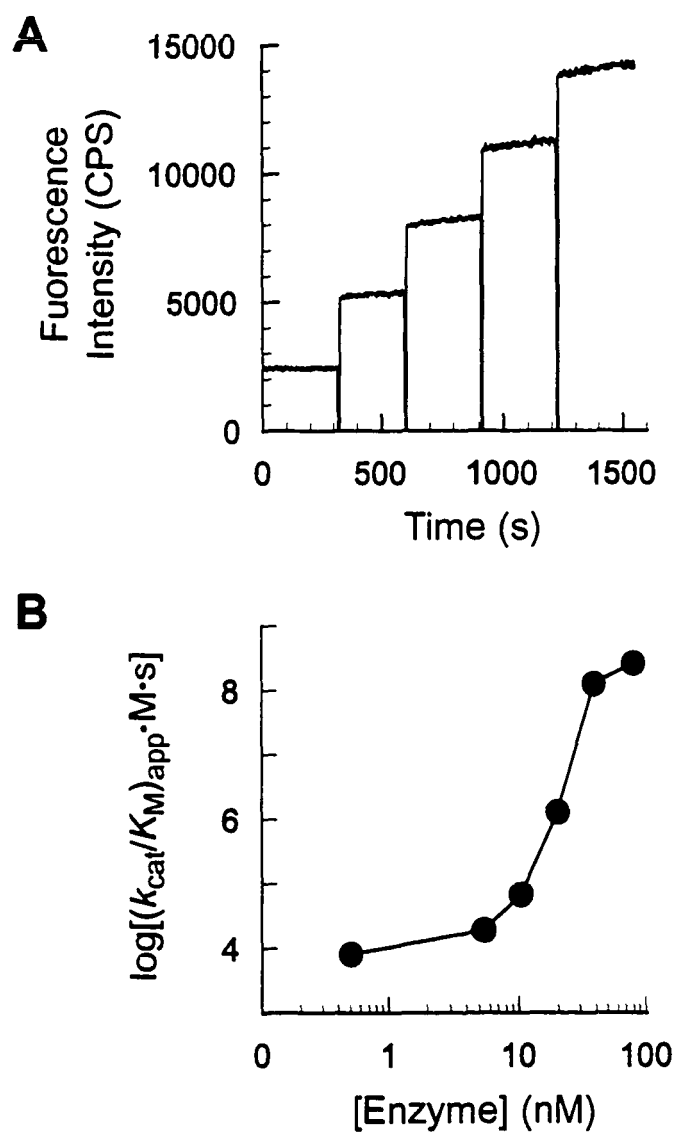 A
Fuorescence
Intensity (CPS)
15000
10000
5000
0
0 500 1000 1500
Time (s)
B
log[(kcat/KM)app·M·s]
8
6
4
0 1 10 100
[Enzyme] (nM)